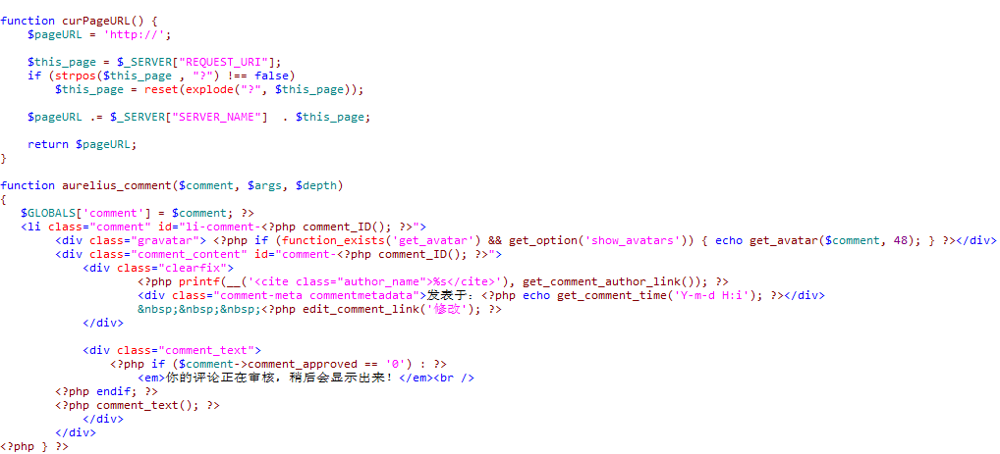 function curPageURL() {
$pageURL = 'http://';
$this_page = $_SERVER["REQUEST_URI"];
if (strpos($this_page , "?") !== false)
$this_page = reset(explode("?", $this_page));
$pageURL .= $_SERVER["SERVER_NAME"]  . $this_page;
return $pageURL;
}
function aurelius_comment($comment, $args, $depth)
{
$GLOBALS['comment'] = $comment; ?>
<li class="comment" id="li-comment-<?php comment_ID(); ?>">
<div class="gravatar"> <?php if (function_exists('get_avatar') && get_option('show_avatars')) { echo get_avatar($comment, 48); } ?></div>
<div class="comment_content" id="comment-<?php comment_ID(); ?>">
<div class="clearfix">
<?php printf(__('<cite class="author_name">%s</cite>'), get_comment_author_link()); ?>
<div class="comment-meta commentmetadata">发表于：<?php echo get_comment_time('Y-m-d H:i'); ?></div>
&nbsp;&nbsp;&nbsp;<?php edit_comment_link('修改'); ?>
</div>
<div class="comment_text">
<?php if ($comment->comment_approved == '0') : ?>
<em>你的评论正在审核，稍后会显示出来！</em><br />
<?php endif; ?>
<?php comment_text(); ?>
</div>
</div>
<?php } ?>